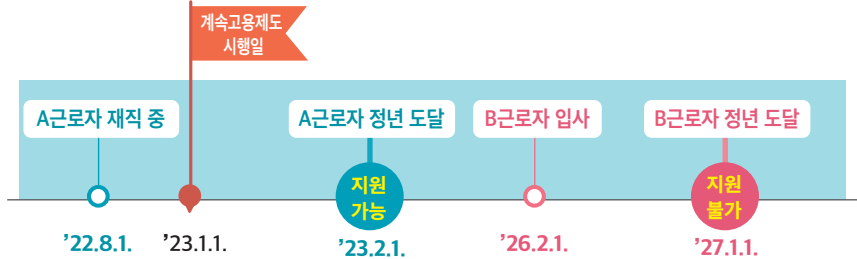 계속고용제도
시행일
A근로자 재직 중
A근로자 정년 도달
B근로자 입사
B근로자 정년 도달
지원
가능
지원
불가
’22.8.1.
’23.1.1.
’23.2.1.
’26.2.1.
’27.1.1.